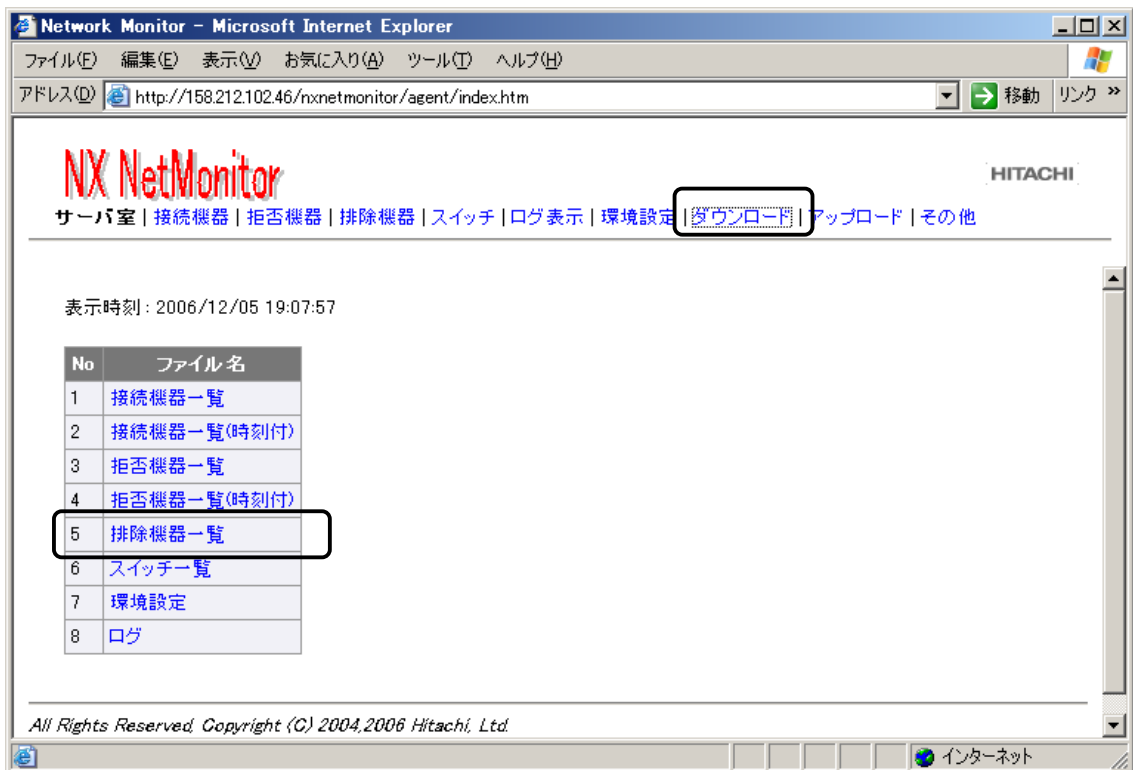 Network Monitor - Microsoft Internet Explorer
ファイル(F) 編集(E) 表示(V) お気に入り(A) ツール(T) ヘルプ(H)
アドレス(D) http://158.212.102.46/nxnetmonitor/agent/index.htm 移動 リンク »
NX NetMonitor
HITACHI
サーバ室 | 接続機器 | 拒否機器 | 排除機器 | スイッチ | ログ表示 | 環境設定 | ダウンロード | アップロード | その他
表示時刻 : 2006/12/05 19:07:57
No ファイル名
1 接続機器一覧
2 接続機器一覧(時刻付)
3 拒否機器一覧
4 拒否機器一覧(時刻付)
5 排除機器一覧
6 スイッチ一覧
7 環境設定
8 ログ
All Rights Reserved, Copyright (C) 2004,2006 Hitachi, Ltd.
インターネット